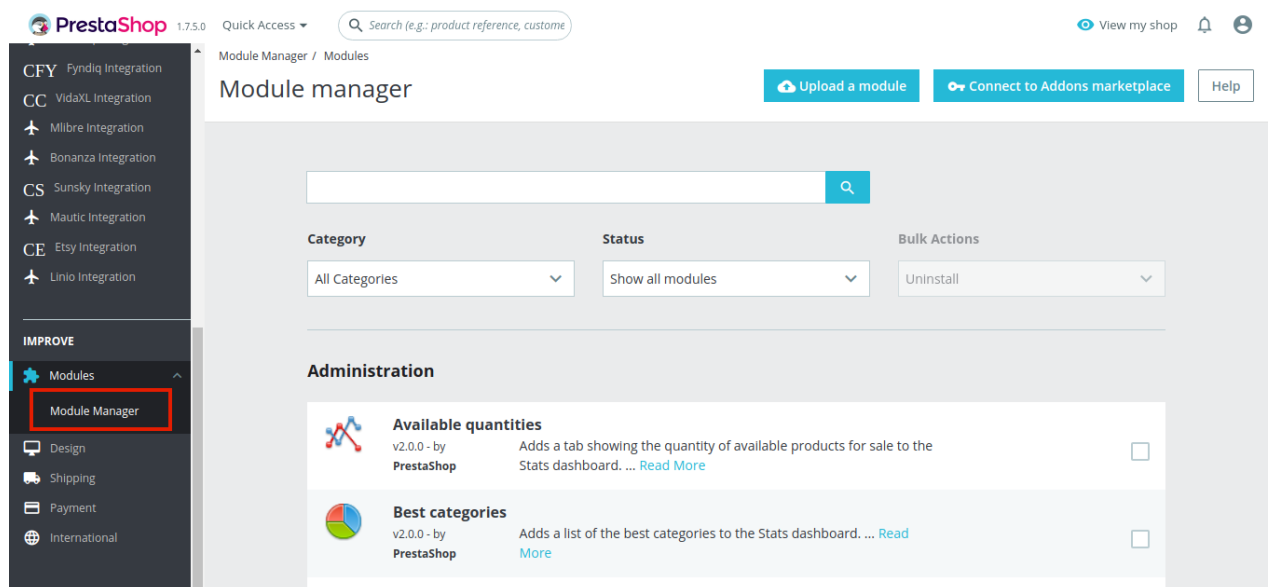 PrestaShop 1.7.5.0 Quick Access Search (e.g.: product reference, custome View my shop
CFY Fyndiq Integration
CC VidaXL Integration
Mlibre Integration
Bonanza Integration
CS Sunsky Integration
Mautic Integration
CE Etsy Integration
Linio Integration
IMPROVE
Modules
Module Manager
Design
Shipping
Payment
International
Module Manager / Modules
Module manager
Upload a module Connect to Addons marketplace Help
Category Status Bulk Actions
All Categories Show all modules Uninstall
Administration
Available quantities
v2.0.0 - by Adds a tab showing the quantity of available products for sale to the
PrestaShop Stats dashboard. ... Read More
Best categories
v2.0.0 - by Adds a list of the best categories to the Stats dashboard. ... Read
PrestaShop More